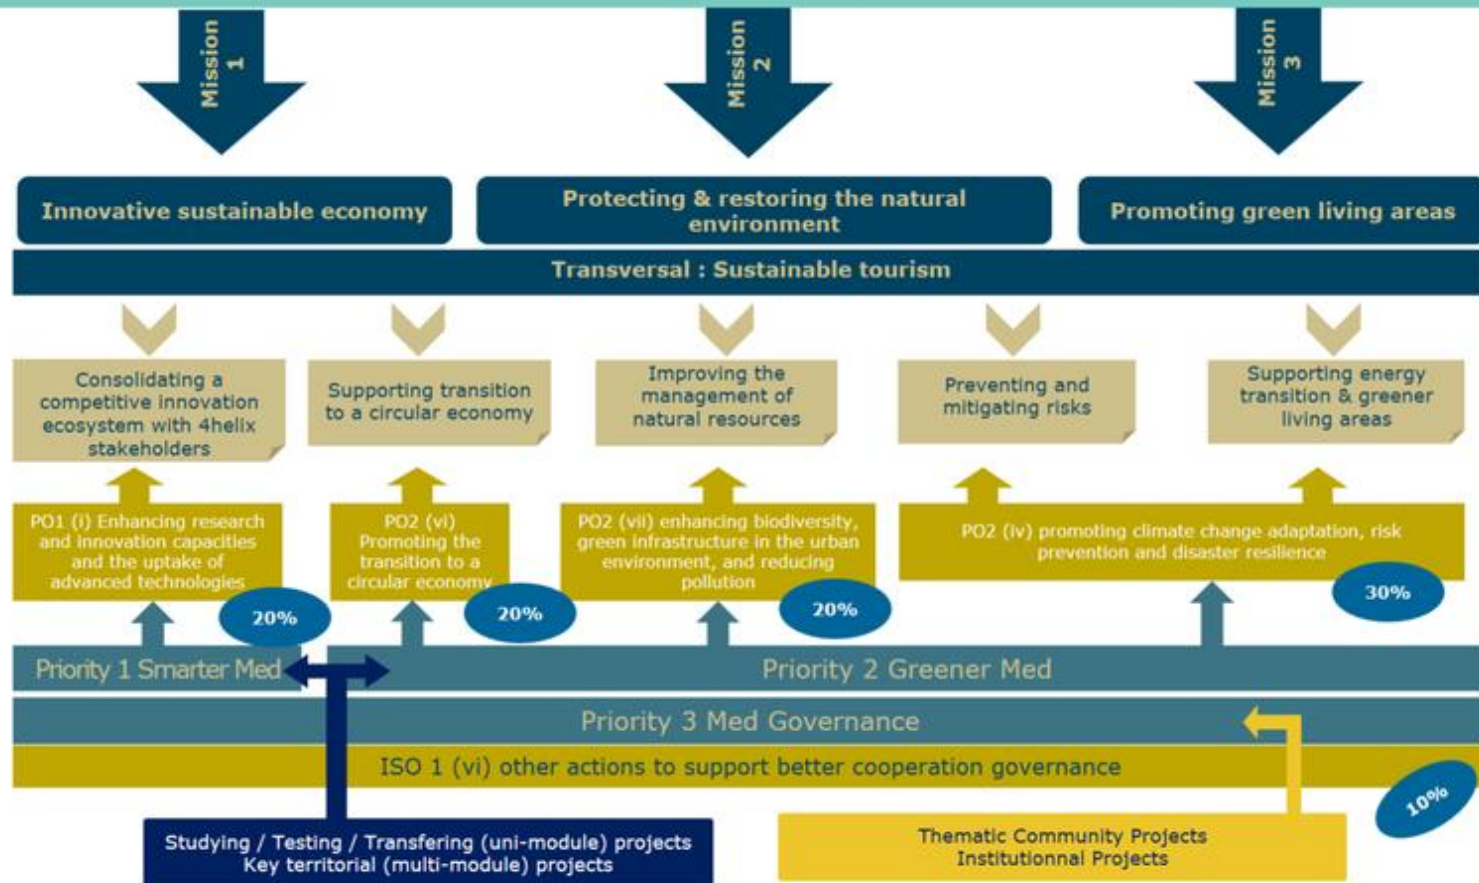 Mission
1
Mission
2
Mission
3
Innovative sustainable economy
Protecting & restoring the natural
environment
Promoting green living areas
Transversal : Sustainable tourism
Consolidating a
competitive innovation
ecosystem with 4helix
stakeholders
Supporting transition
to a circular economy
Improving the
management of
natural resources
Preventing and
mitigating risks
Supporting energy
transition & greener
living areas
PO1 (i) Enhancing research
and innovation capacities
and the uptake of
advanced technologies
PO2 (vi)
Promoting the
transition to a
circular economy
PO2 (vii) enhancing biodiversity,
green infrastructure in the urban
environment, and reducing
pollution
PO2 (iv) promoting climate change adaptation, risk
prevention and disaster resilience
20%
20%
20%
30%
Priority 1 Smarter Med
Priority 2 Greener Med
Priority 3 Med Governance
ISO 1 (vi) other actions to support better cooperation governance
10%
Studying / Testing / Transfering (uni-module) projects
Key territorial (multi-module) projects
Thematic Community Projects
Institutionnal Projects